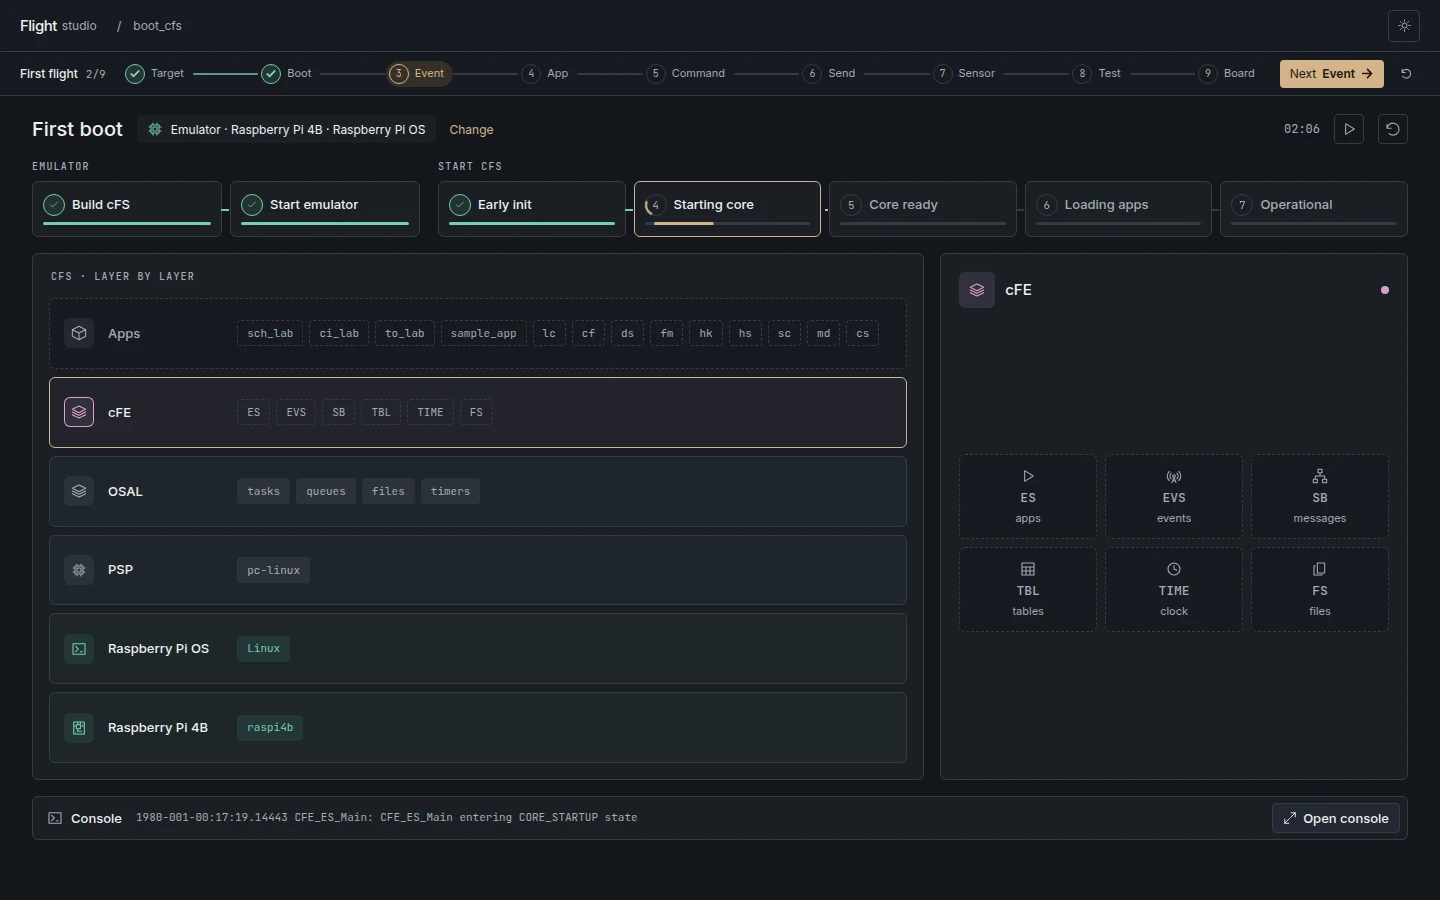 Flight studio / boot_cfs
First flight 2/9 Target Boot 3 Event 4 App 5 Command 6 Send 7 Sensor 8 Test 9 Board Next Event
First boot Emulator · Raspberry Pi 4B · Raspberry Pi OS Change 02:06
EMULATOR START CFS
Build cFS Start emulator Early init 4 Starting core 5 Core ready 6 Loading apps 7 Operational
CFS · LAYER BY LAYER
Apps sch_lab ci_lab to_lab sample_app lc cf ds fm hk hs sc md cs
cFE ES EVS SB TBL TIME FS
OSAL tasks queues files timers
PSP pc-linux
Raspberry Pi OS Linux
Raspberry Pi 4B raspi4b
cFE
ES EVS SB
apps events messages
TBL TIME FS
tables clock files
Console 1980-001-00:17:19.14443 CFE_ES_Main: CFE_ES_Main entering CORE_STARTUP state Open console